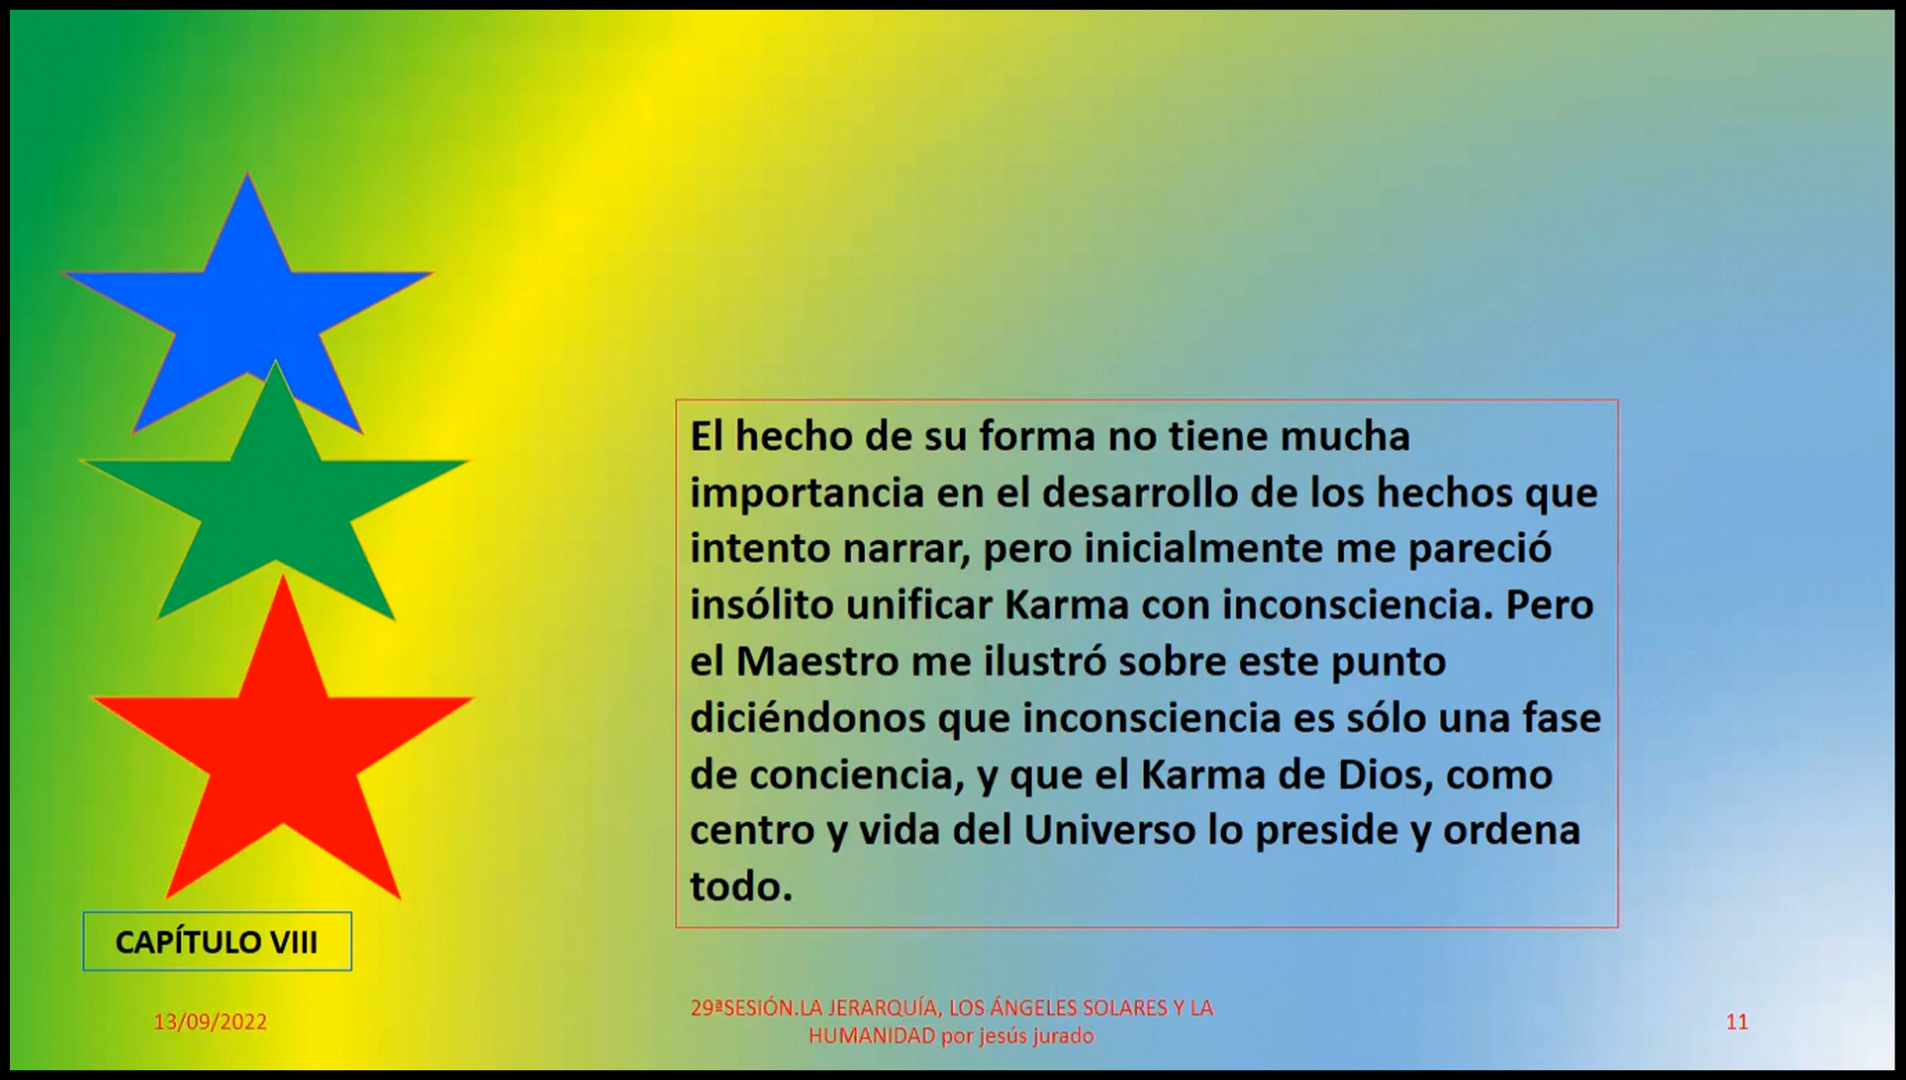 El hecho de su forma no tiene mucha
importancia en el desarrollo de los hechos que
intento narrar, pero inicialmente me pareció
insólito unificar Karma con inconsciencia. Pero
el Maestro me ilustró sobre este punto
diciéndonos que inconsciencia es sólo una fase
de conciencia, y que el Karma de Dios, como
centro y vida del Universo lo preside y ordena
todo.
CAPÍTULO VIII
13/09/2022
29ªSESIÓN.LA JERARQUÍA, LOS ÁNGELES SOLARES Y LA
HUMANIDAD por jesús jurado
11